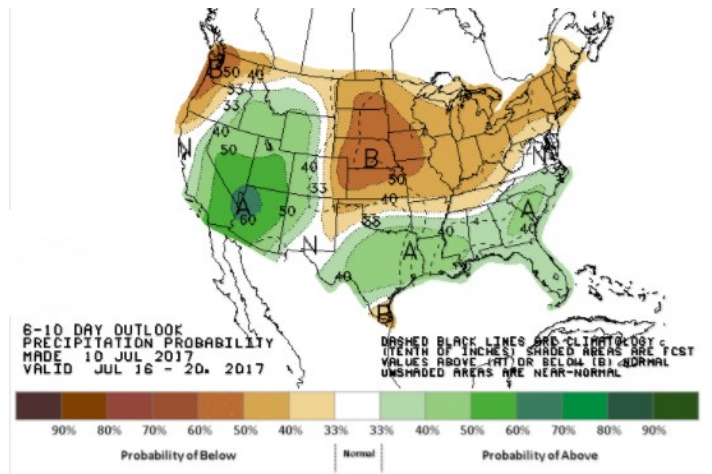 B
50
40
33
33
40
50
N
A
60
50
40
33
N
B
50
40
33
40
A
40
40
A
40
N
B
6-10 DAY OUTLOOK
PRECIPITATION PROBABILITY
MADE 10 JUL 2017
VALID JUL 16 - 20, 2017
DASHED BLACK LINES ARE CLIMATOLOGY
(TENTH OF INCHES) SHADED AREAS ARE FCST
VALUES ABOVE (A) OR BELOW (B) NORMAL
UNSHADED AREAS ARE NEAR-NORMAL
90% 80% 70% 60% 50% 40% 33% 33% 40% 50% 60% 70% 80% 90%
Probability of Below Normal Probability of Above